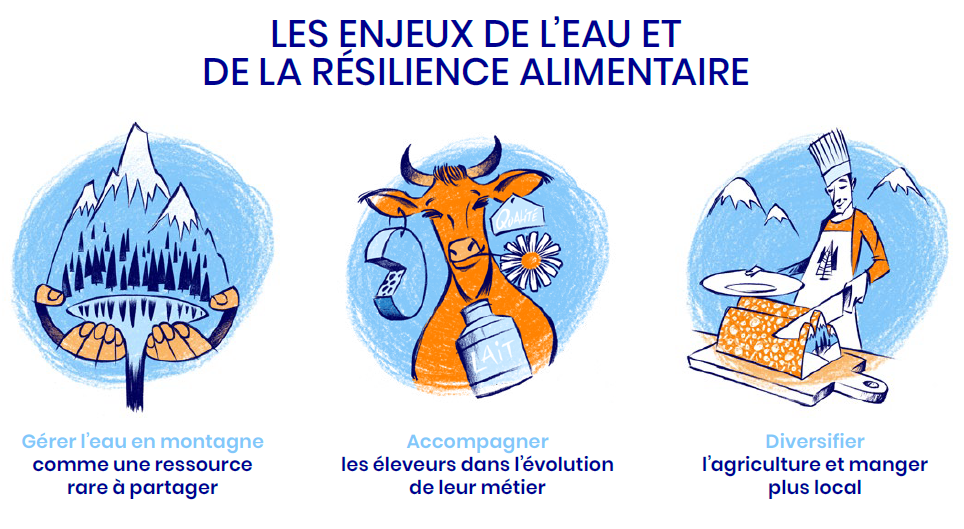 LES ENJEUX DE L'EAU ET
DE LA RÉSILIENCE ALIMENTAIRE
QUALITÉ
LAIT
Gérer l'eau en montagne
comme une ressource
rare à partager
Accompagner
les éleveurs dans l'évolution
de leur métier
Diversifier
l'agriculture et manger
plus local